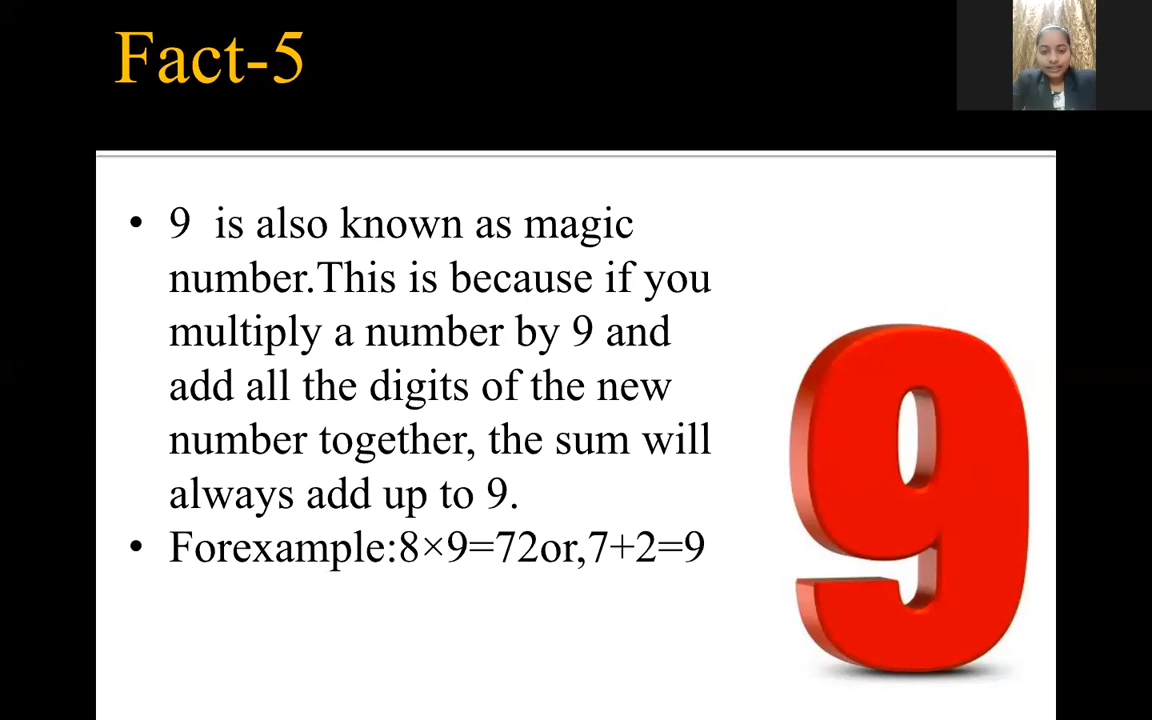 Fact-5
• 9 is also known as magic
number.This is because if you
multiply a number by 9 and
add all the digits of the new
number together, the sum will
always add up to 9.
• Forexample:8×9=72or,7+2=9
9